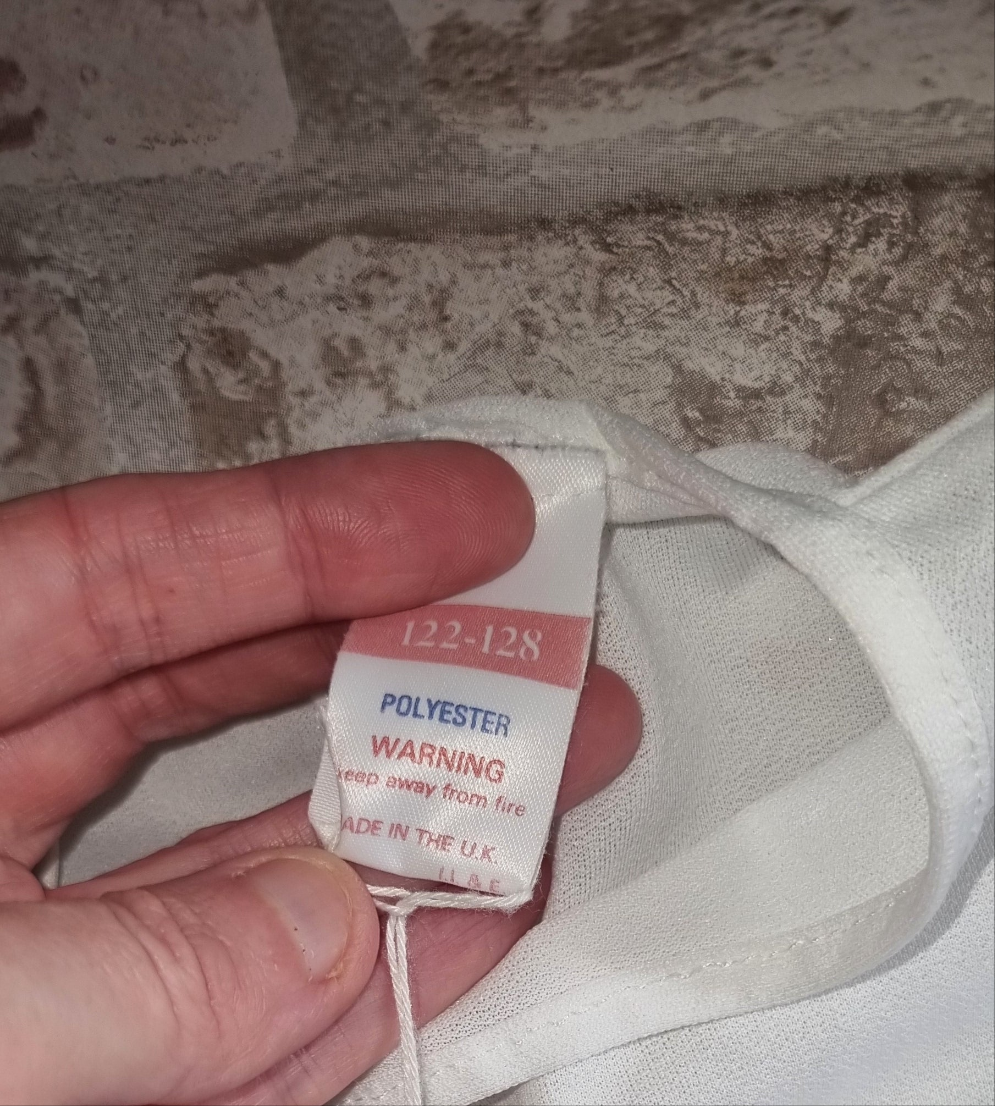 122-128
POLYESTER
WARNING
keep away from fire
ADE IN THE U.K.